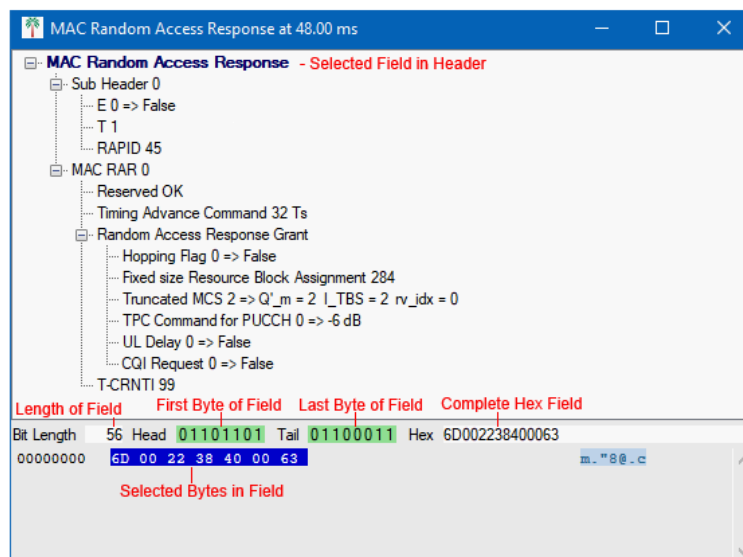 MAC Random Access Response at 48.00 ms
MAC Random Access Response - Selected Field in Header
Sub Header 0
E 0 => False
T 1
RAPID 45
MAC RAR 0
Reserved OK
Timing Advance Command 32 Ts
Random Access Response Grant
Hopping Flag 0 => False
Fixed size Resource Block Assignment 284
Truncated MCS 2 => Q'_m = 2 I_TBS = 2 rv_idx = 0
TPC Command for PUCCH 0 => -6 dB
UL Delay 0 => False
CQI Request 0 => False
T-CRNTI 99
Length of Field First Byte of Field Last Byte of Field Complete Hex Field
Bit Length 56 Head 01101101 Tail 01100011 Hex 6D002238400063
00000000 6D 00 22 38 40 00 63 m."8@.c
Selected Bytes in Field